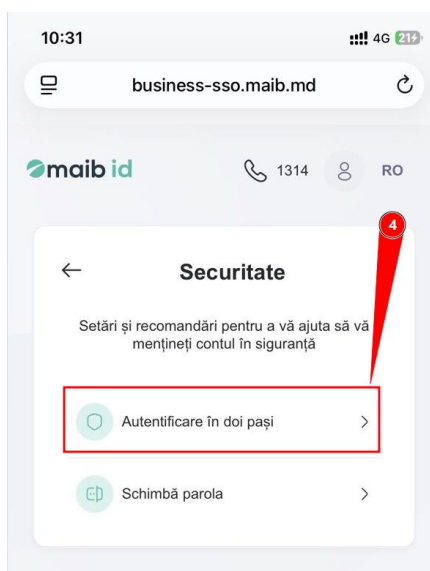 10:31 4G 21
business-sso.maib.md
maib id 1314 RO
4
Securitate
Setări și recomandări pentru a vă ajuta să vă
mențineți contul în siguranță
Autentificare în doi pași
Schimbă parola